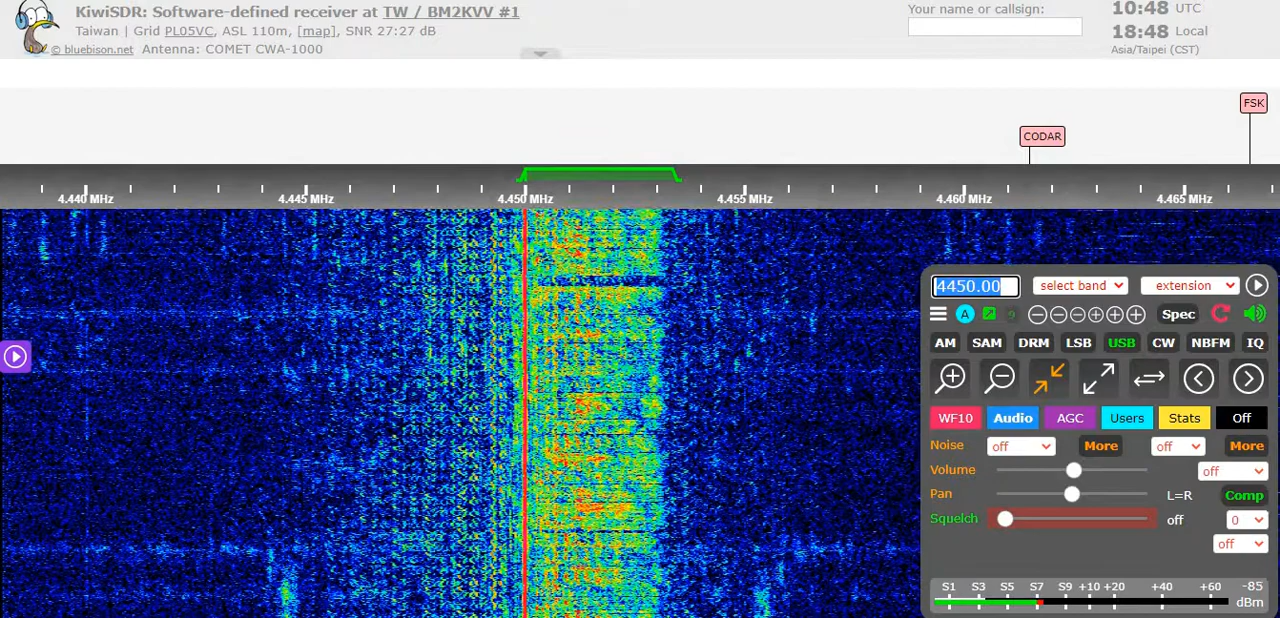 KiwiSDR: Software-defined receiver at TW / BM2KVV #1
Taiwan | Grid PL05VC, ASL 110m, [map], SNR 27:27 dB
© bluebison.net Antenna: COMET CWA-1000
Your name or callsign:
10:48 UTC
18:48 Local
Asia/Taipei (CST)
FSK
CODAR
4.440 MHz 4.445 MHz 4.450 MHz 4.455 MHz 4.460 MHz 4.465 MHz
4450.00 select band extension
A 9 Spec
AM SAM DRM LSB USB CW NBFM IQ
WF10 Audio AGC Users Stats Off
Noise off More off More
Volume off
Pan L=R Comp
Squelch off 0
off
S1 S3 S5 S7 S9 +10 +20 +40 +60 -85
dBm